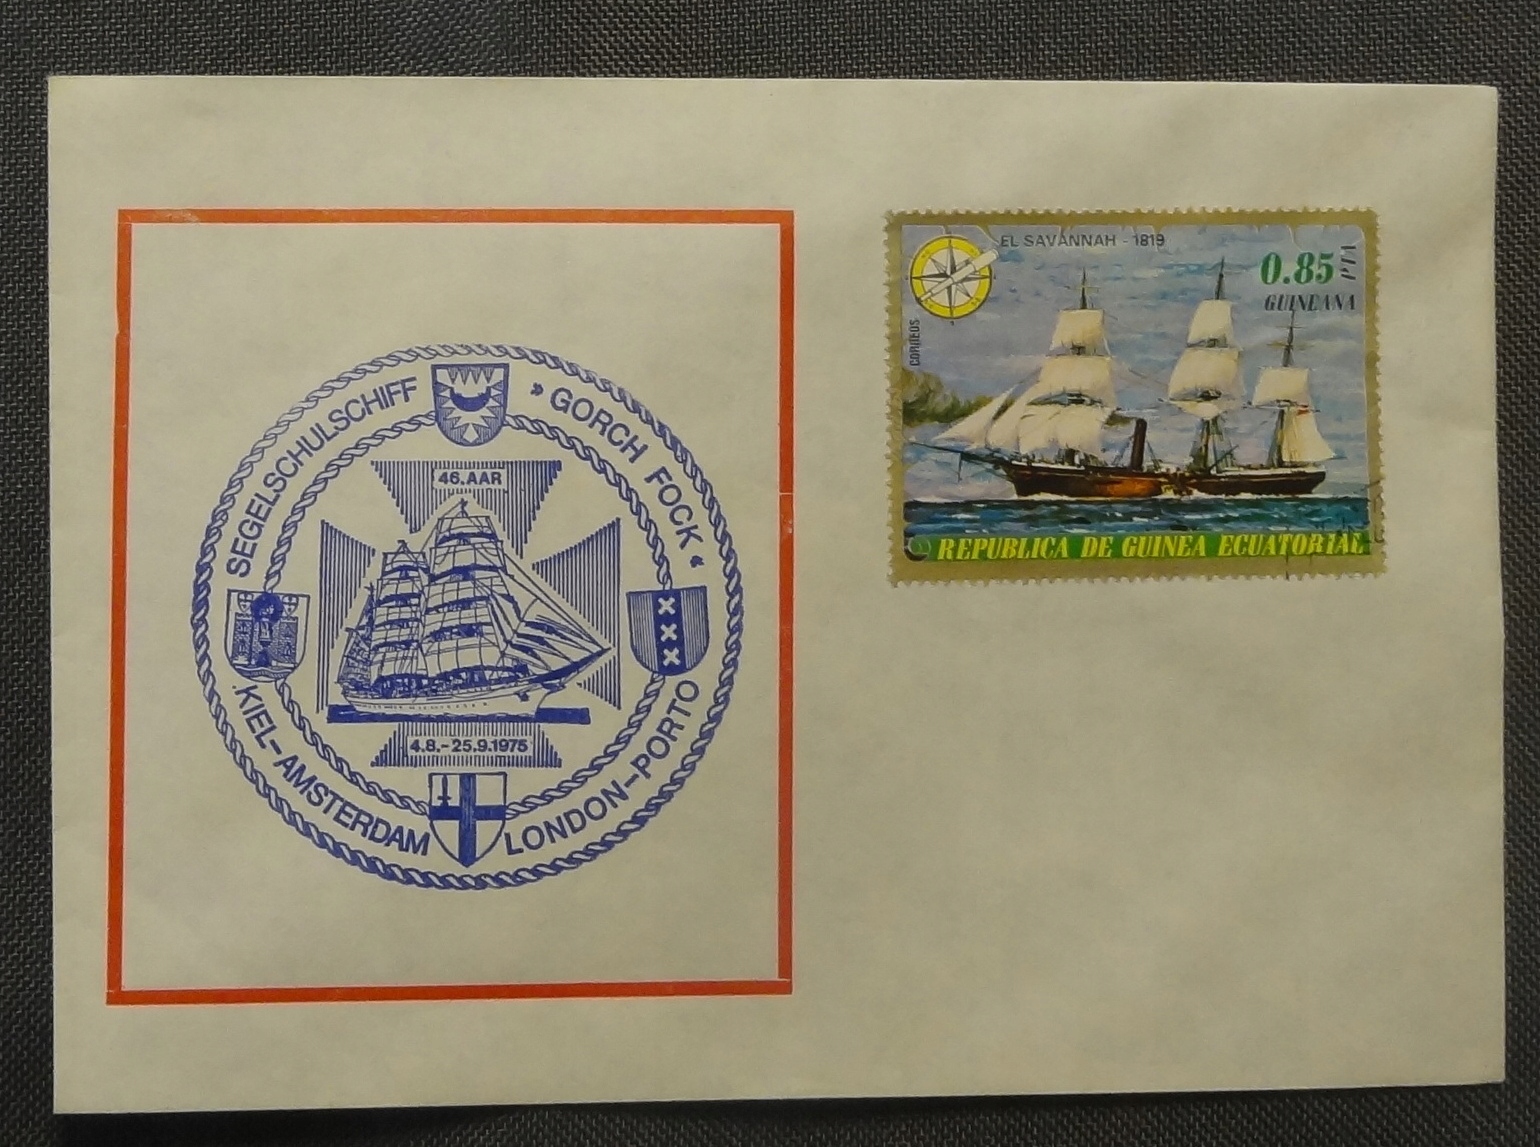 SEGELSCHULSCHIFF
» GORCH FOCK «
46. AAR
4.8.-25.9.1975
KIEL-AMSTERDAM
LONDON-PORTO
EL SAVANNAH - 1819
0.85 PTA
GUINEANA
CORREOS
REPUBLICA DE GUINEA ECUATORIAL